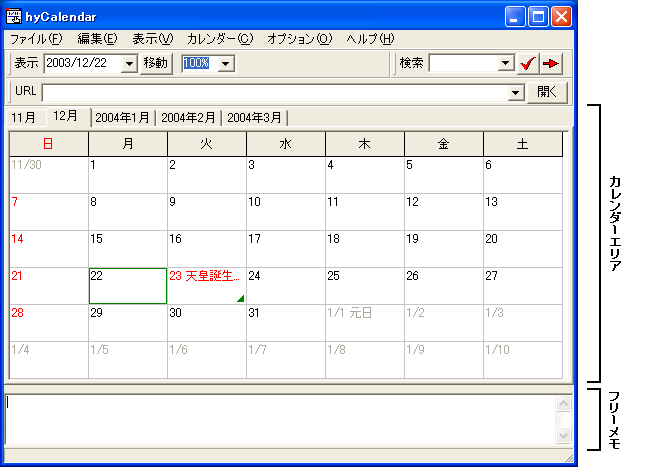 hyCalendar
ファイル(F) 編集(E) 表示(V) カレンダー(C) オプション(O) ヘルプ(H)
表示 2003/12/22 移動 100% 検索
URL 開く
11月 12月 2004年1月 2004年2月 2004年3月
日 月 火 水 木 金 土
11/30 1 2 3 4 5 6
7 8 9 10 11 12 13
14 15 16 17 18 19 20
21 22 23 天皇誕生... 24 25 26 27
28 29 30 31 1/1 元日 1/2 1/3
1/4 1/5 1/6 1/7 1/8 1/9 1/10
カレンダーエリア
フリーメモ